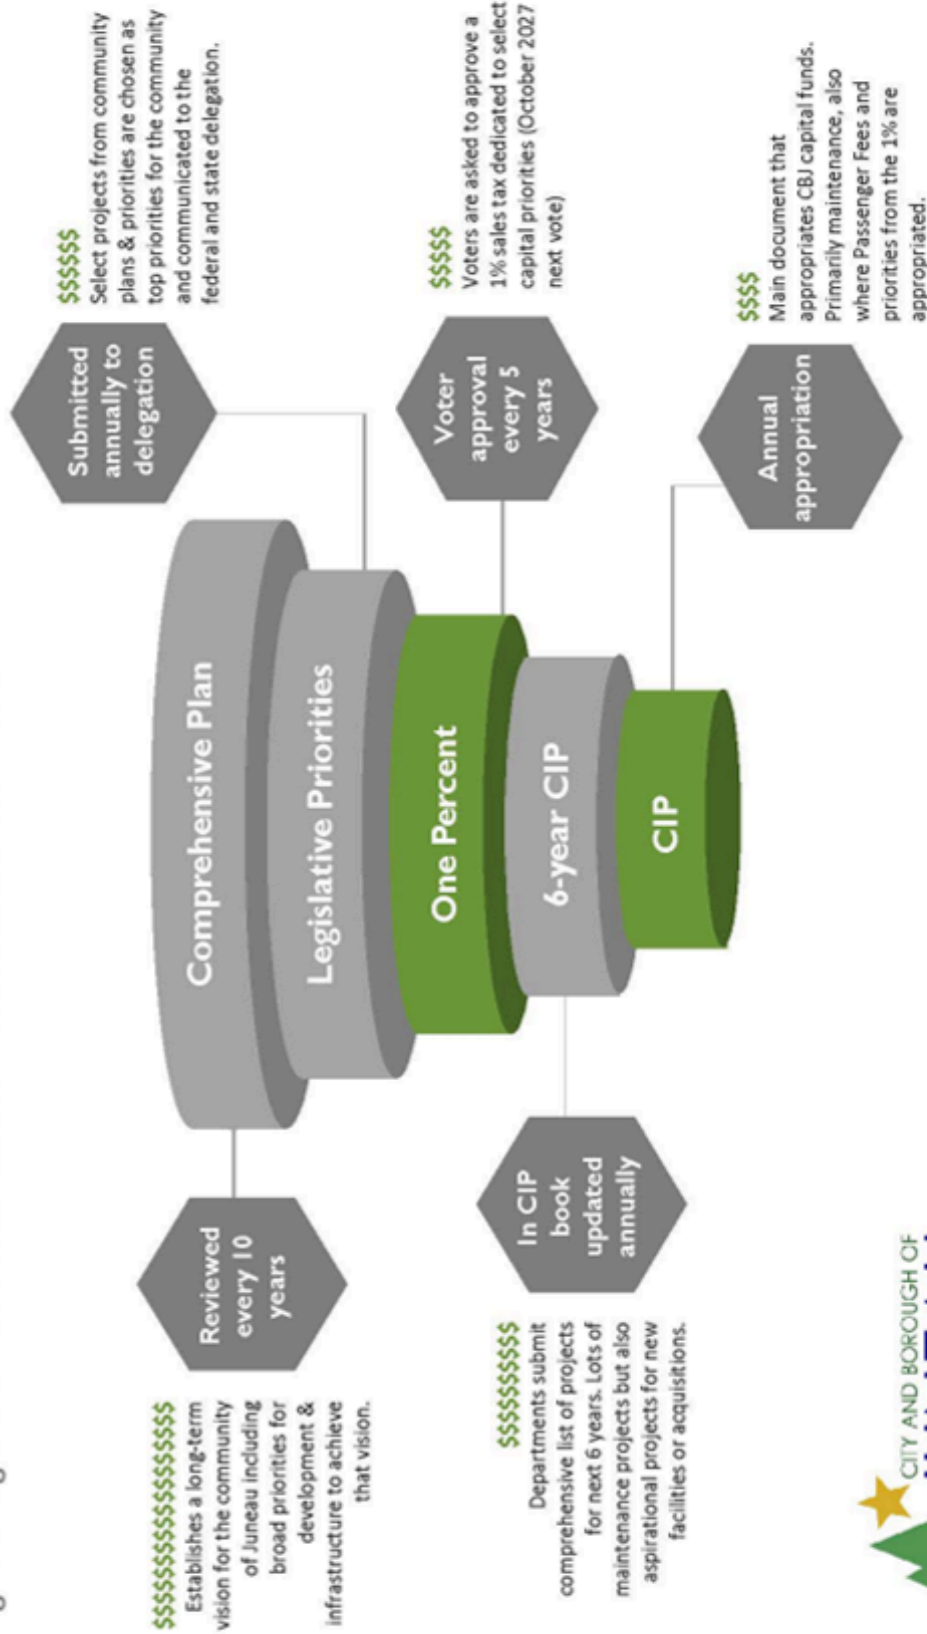 $$$$$$$$$$$$$$$$$$$
Establishes a long-term
vision for the community
of Juneau including
broad priorities for
development &
infrastructure to achieve
that vision.
Reviewed
every 10
years
Comprehensive Plan
Legislative Priorities
One Percent
6-year CIP
CIP
Submitted
annually to
delegation
$$$$$$
Select projects from community
plans & priorities are chosen as
top priorities for the community
and communicated to the
federal and state delegation.
Voter
approval
every 5
years
$$$$$
Voters are asked to approve a
1% sales tax dedicated to select
capital priorities (October 2027
next vote)
$$$$$$$$$$
Departments submit
comprehensive list of projects
for next 6 years. Lots of
maintenance projects but also
aspirational projects for new
facilities or acquisitions.
In CIP
book
updated
annually
Annual
appropriation
$$$$
Main document that
appropriates CBJ capital funds.
Primarily maintenance, also
where Passenger Fees and
priorities from the 1% are
appropriated.
CITY AND BOROUGH OF